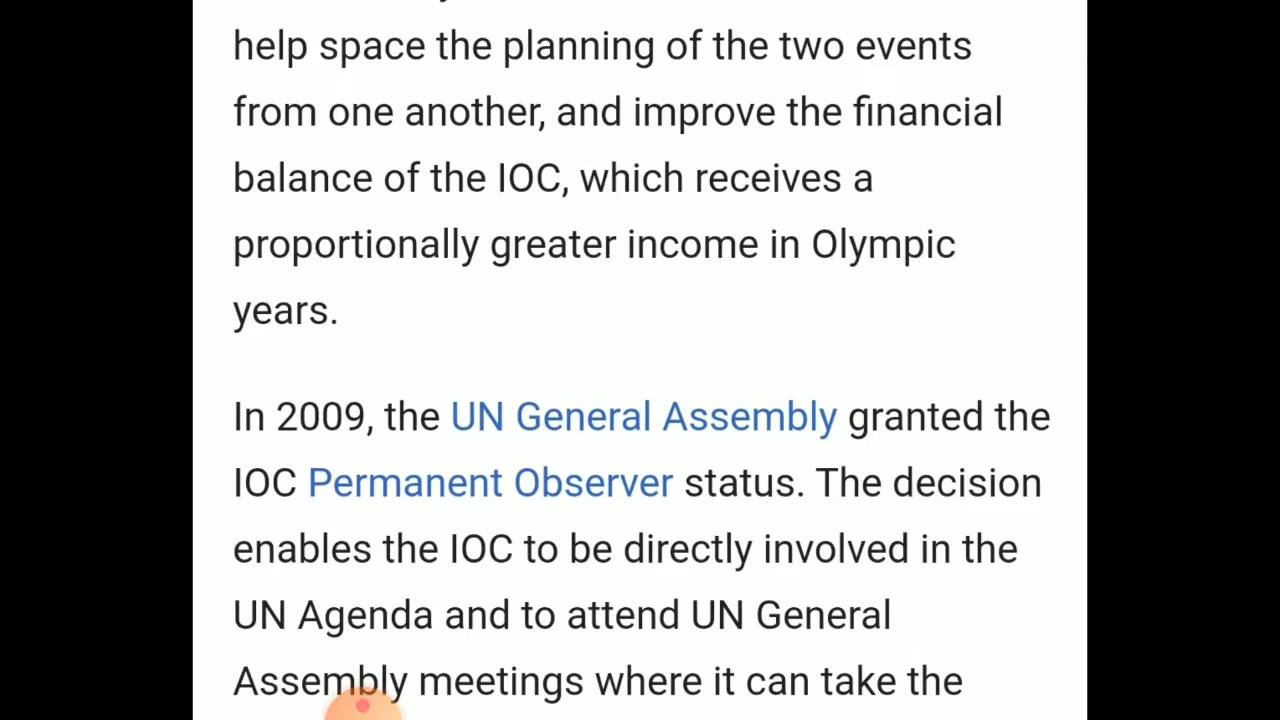 help space the planning of the two events
from one another, and improve the financial
balance of the IOC, which receives a
proportionally greater income in Olympic
years.
In 2009, the UN General Assembly granted the
IOC Permanent Observer status. The decision
enables the IOC to be directly involved in the
UN Agenda and to attend UN General
Assembly meetings where it can take the